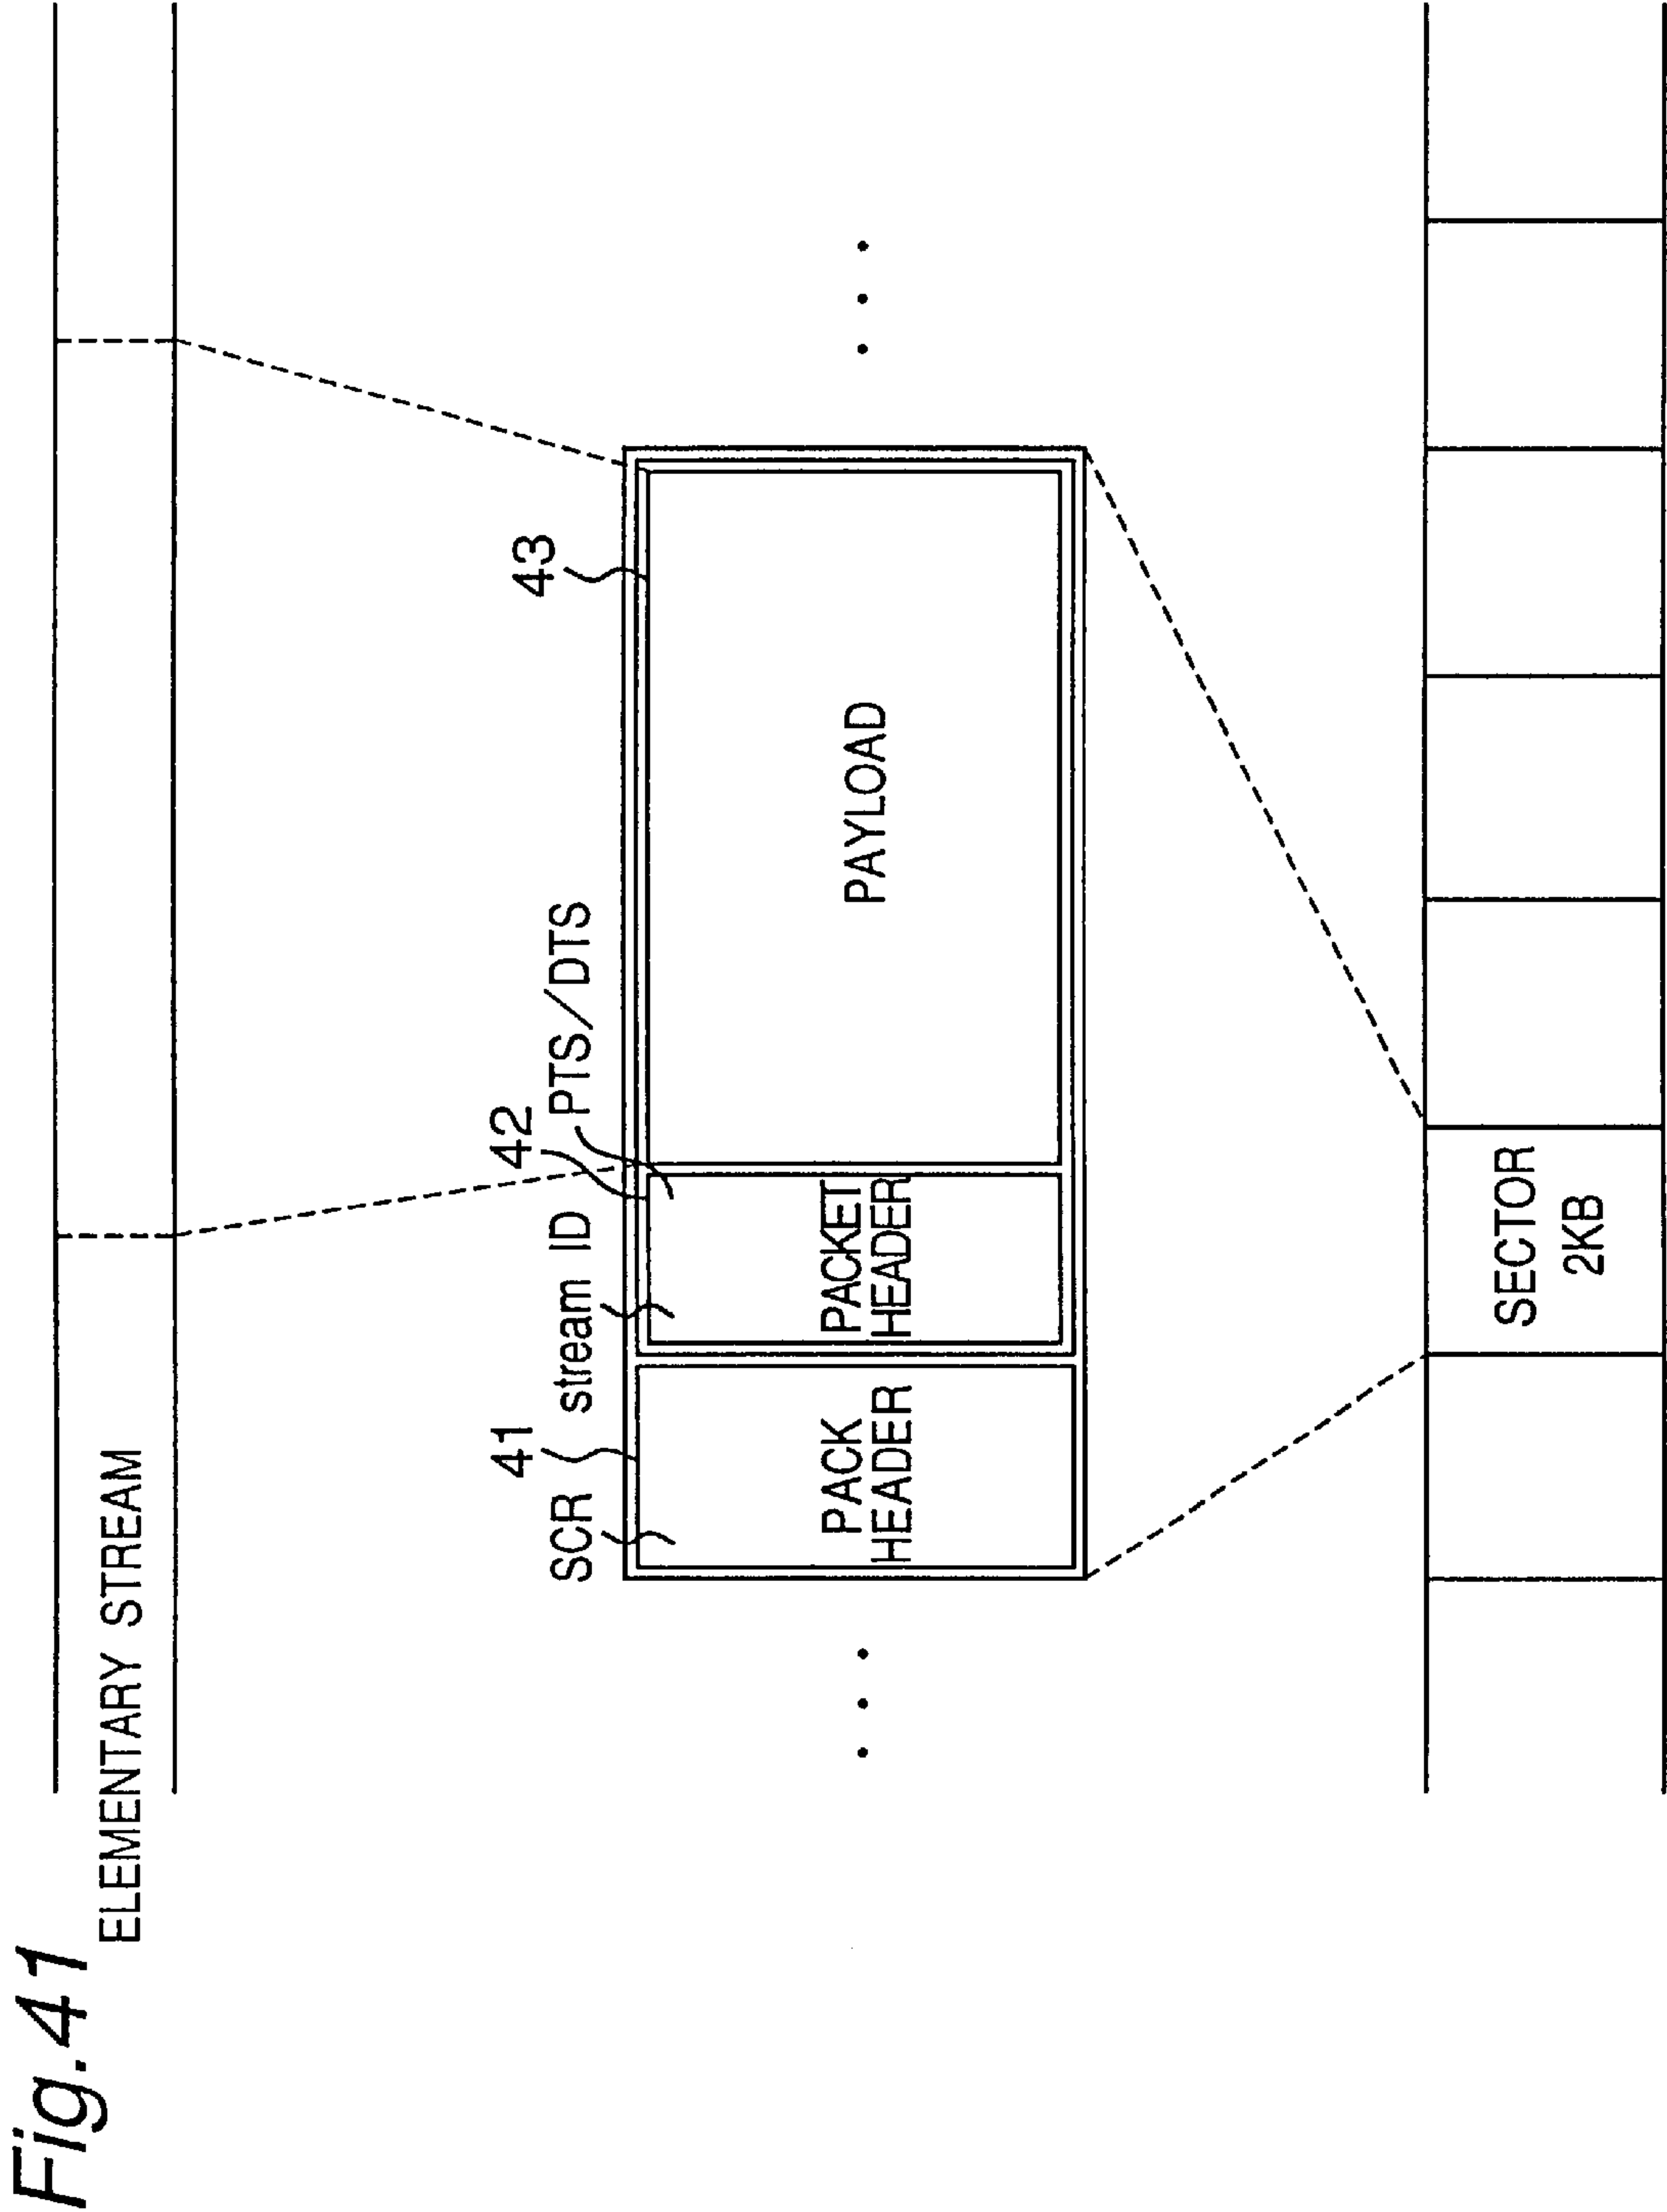 Fig.41
ELEMENTARY STREAM
41
42
43
SCR
stream ID
PTS/DTS
PACK
HEADER
PACKET
HEADER
PAYLOAD
SECTOR
2KB